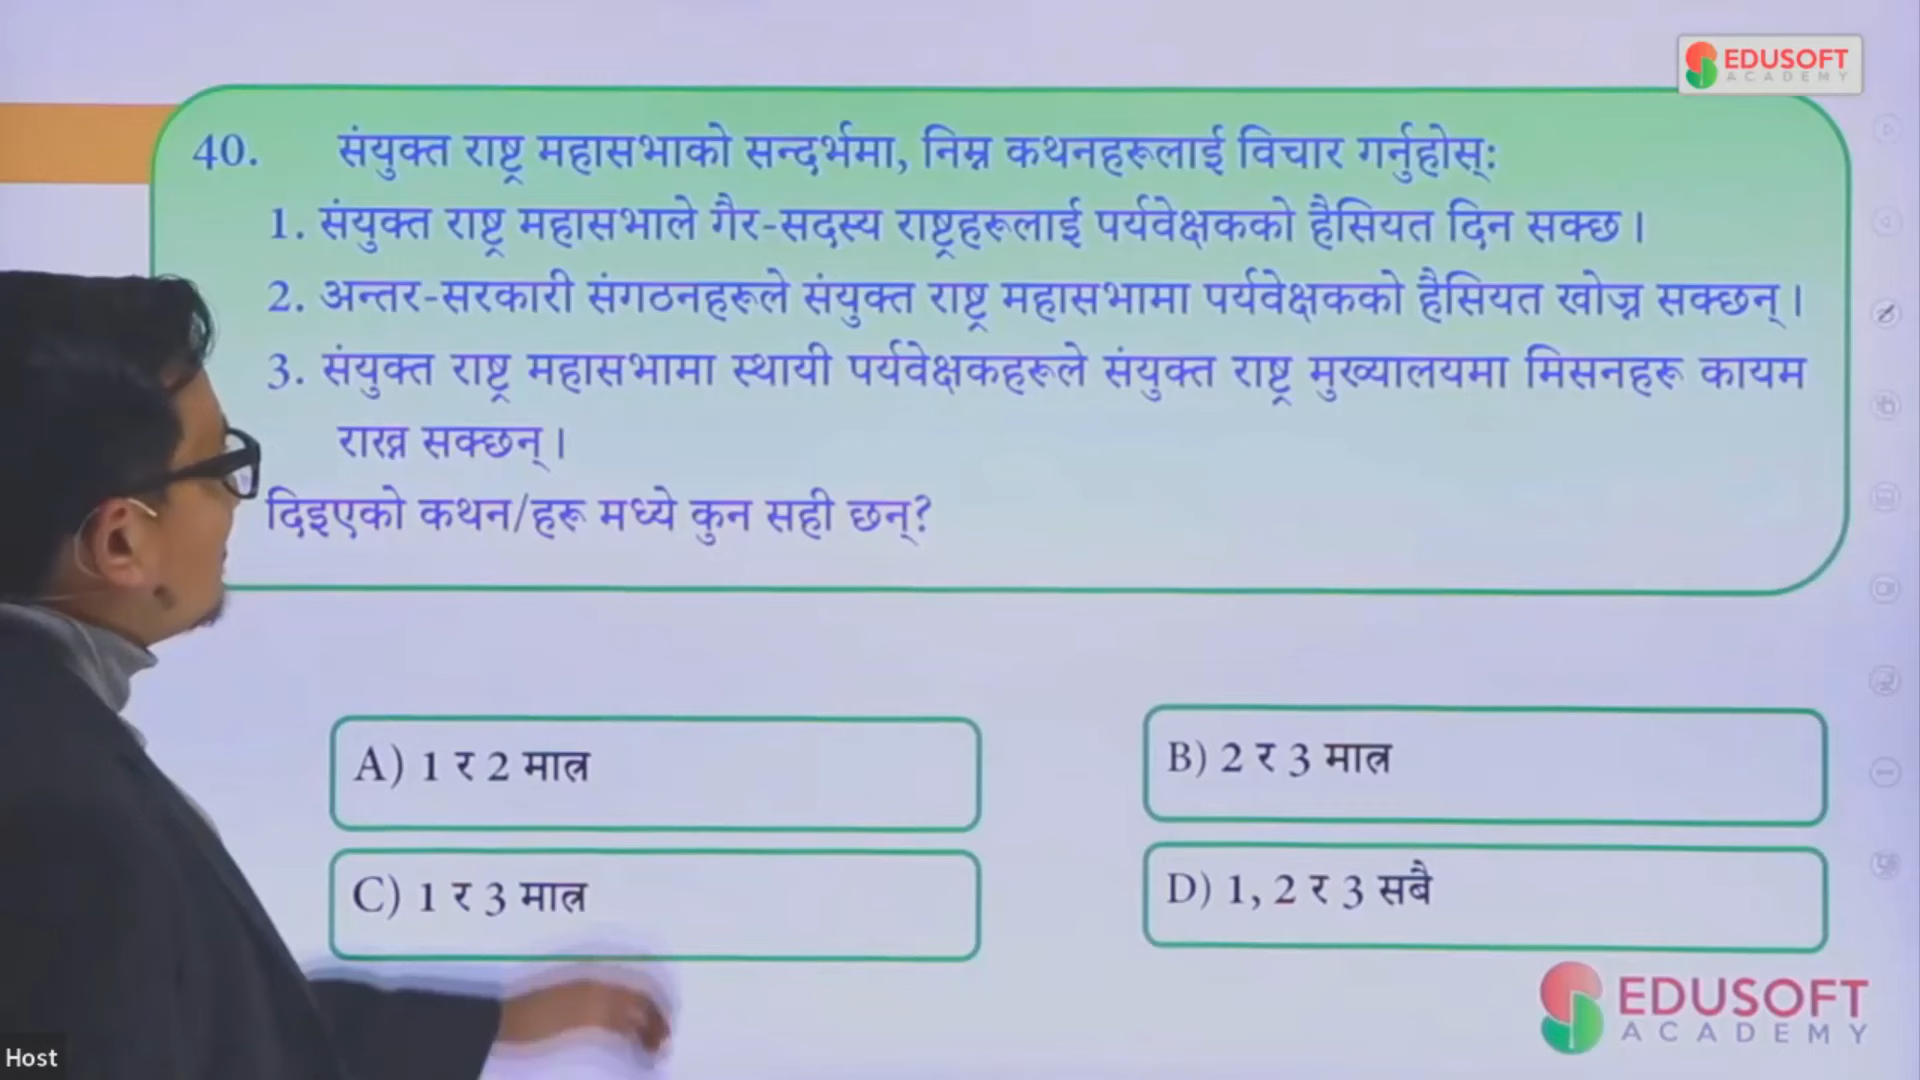 EDUSOFT
ACADEMY
40. संयुक्त राष्ट्र महासभाको सन्दर्भमा, निम्न कथनहरूलाई विचार गर्नुहोस्:
1. संयुक्त राष्ट्र महासभाले गैर-सदस्य राष्ट्रहरूलाई पर्यवेक्षकको हैसियत दिन सक्छ ।
2. अन्तर-सरकारी संगठनहरूले संयुक्त राष्ट्र महासभामा पर्यवेक्षकको हैसियत खोज्न सक्छन् ।
3. संयुक्त राष्ट्र महासभामा स्थायी पर्यवेक्षकहरूले संयुक्त राष्ट्र मुख्यालयमा मिसनहरू कायम
राख्न सक्छन् ।
दिइएको कथन/हरू मध्ये कुन सही छन्?
A) 1 र 2 मात्र
B) 2 र 3 मात्र
C) 1 र 3 मात्र
D) 1, 2 र 3 सबै
EDUSOFT
ACADEMY
Host